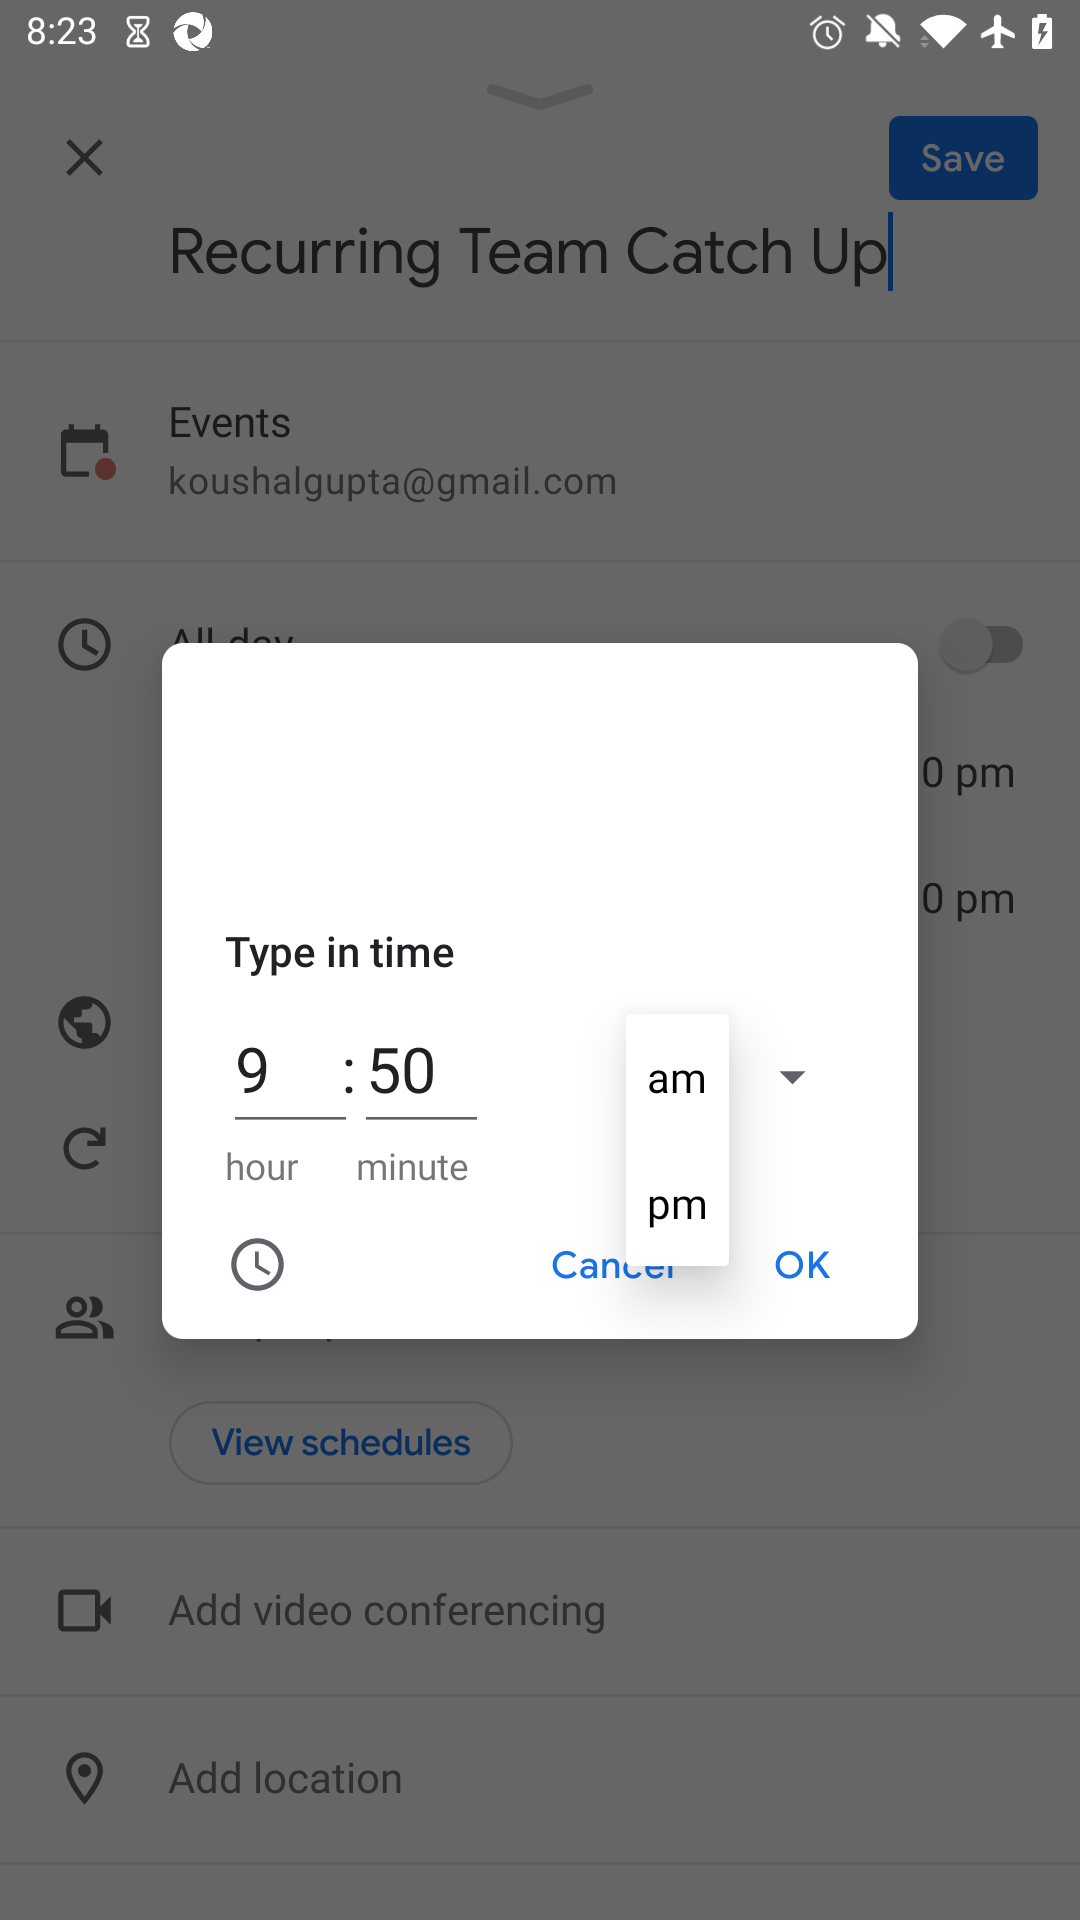 8:23
Save
Recurring Team Catch Up
Events
koushalgupta@gmail.com
All day
0 pm
0 pm
Type in time
9 : 50
am
pm
hour
minute
Cancel
OK
View schedules
Add video conferencing
Add location